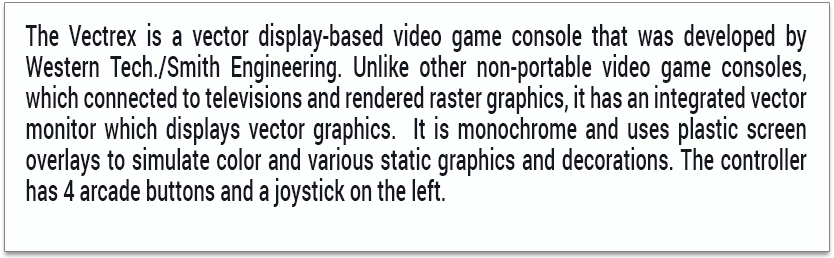 The Vectrex is a vector display-based video game console that was developed by
Western Tech./Smith Engineering. Unlike other non-portable video game consoles,
which connected to televisions and rendered raster graphics, it has an integrated vector
monitor which displays vector graphics.  It is monochrome and uses plastic screen
overlays to simulate color and various static graphics and decorations. The controller
has 4 arcade buttons and a joystick on the left.